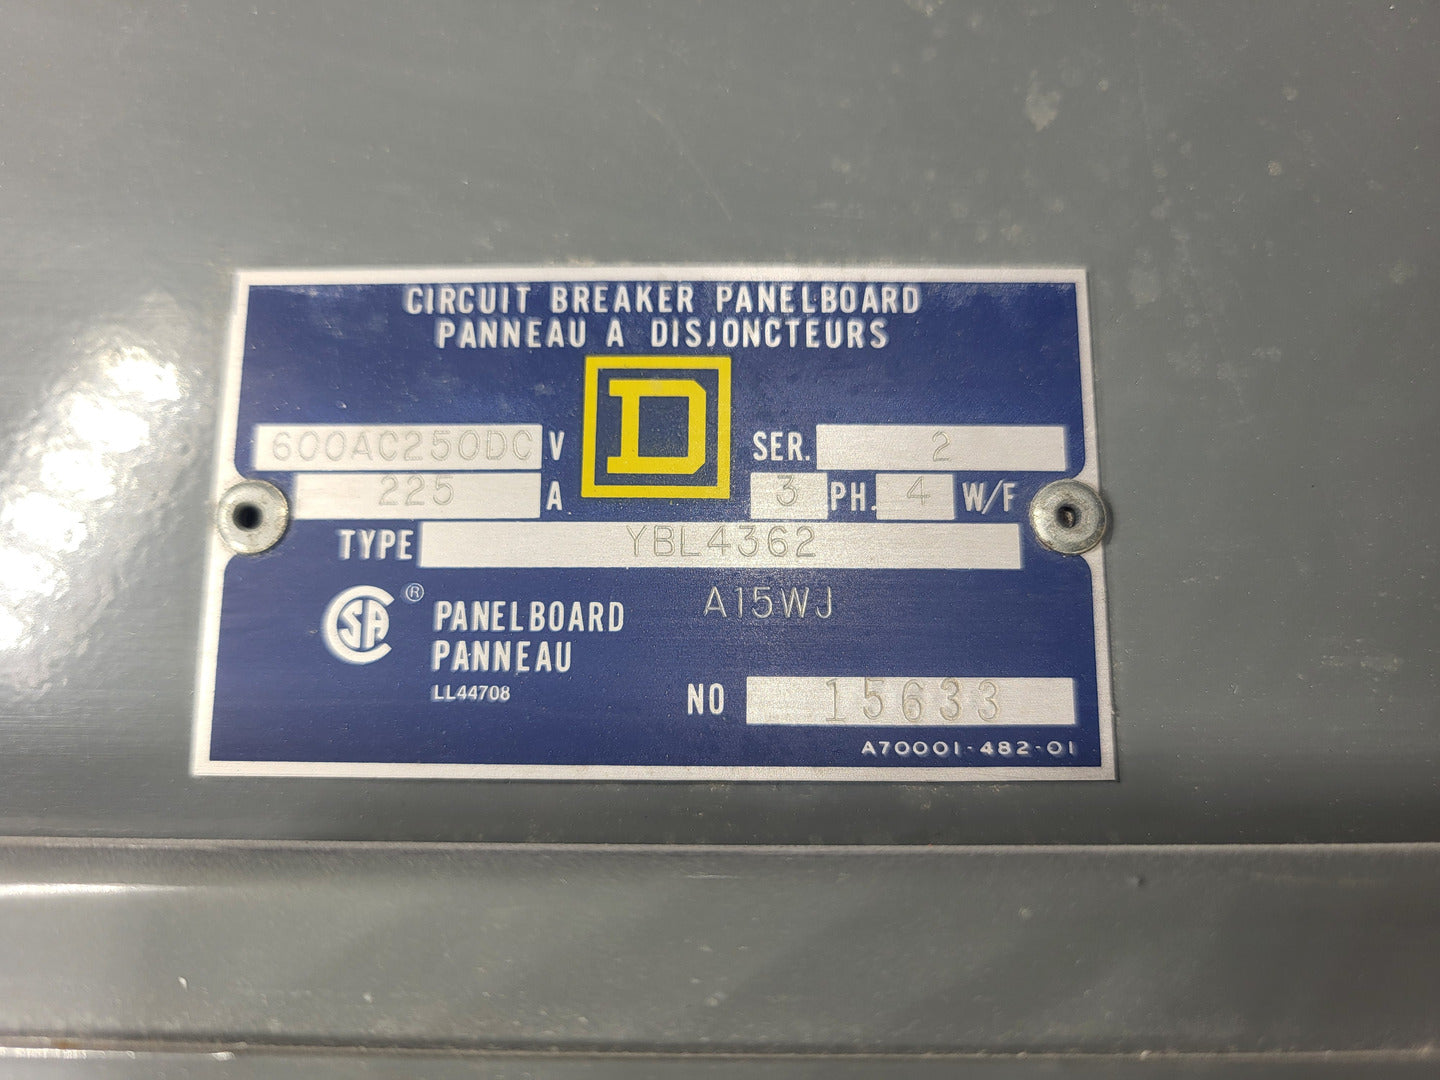 CIRCUIT BREAKER PANELBOARD
PANNEAU A DISJONCTEURS
D
600AC250DC V SER. 2
225 A 3 PH. 4 W/F
TYPE YBL4362
CSA ® PANELBOARD A15WJ
PANNEAU
LL44708 NO 15633
A70001-482-01